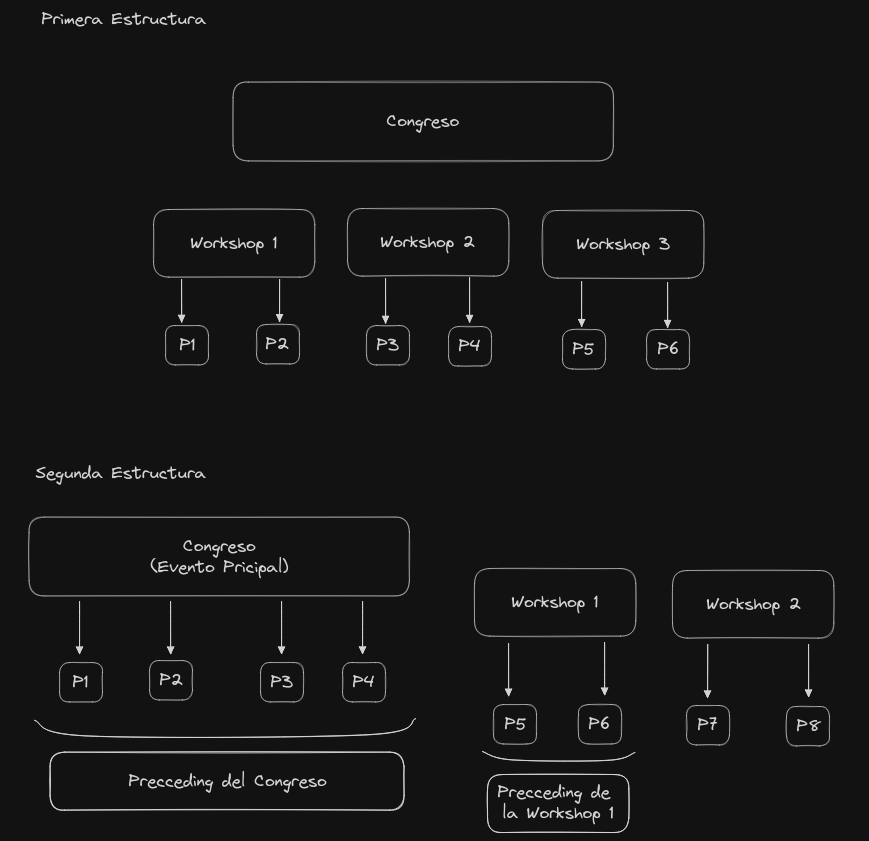 Primera Estructura
Congreso
Workshop 1
Workshop 2
Workshop 3
P1
P2
P3
P4
P5
P6
Segunda Estructura
Congreso
(Evento Pricipal)
Workshop 1
Workshop 2
P1
P2
P3
P4
P5
P6
P7
P8
Precceding del Congreso
Precceding de
la Workshop 1